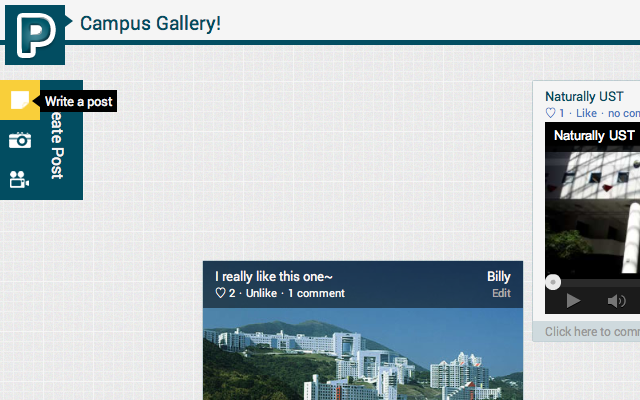 P
Campus Gallery!
Write a post
eate Post
Naturally UST
♡ 1 · Like · no com
Naturally UST
I really like this one~
Billy
♡ 2 · Unlike · 1 comment
Edit
Click here to comm